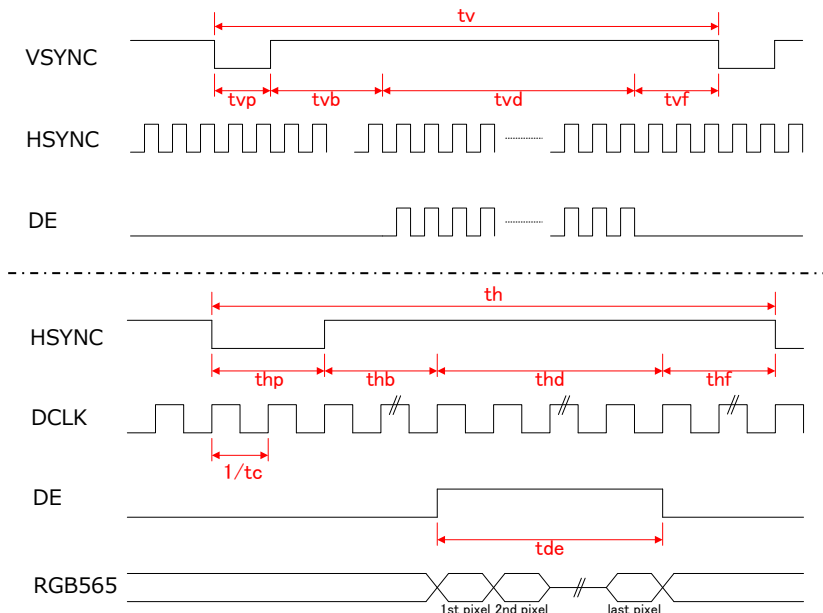 tv
VSYNC
tvp tvb tvd tvf
HSYNC
DE
th
HSYNC
thp thb thd thf
DCLK
1/tc
DE
tde
RGB565
1st pixel 2nd pixel last pixel